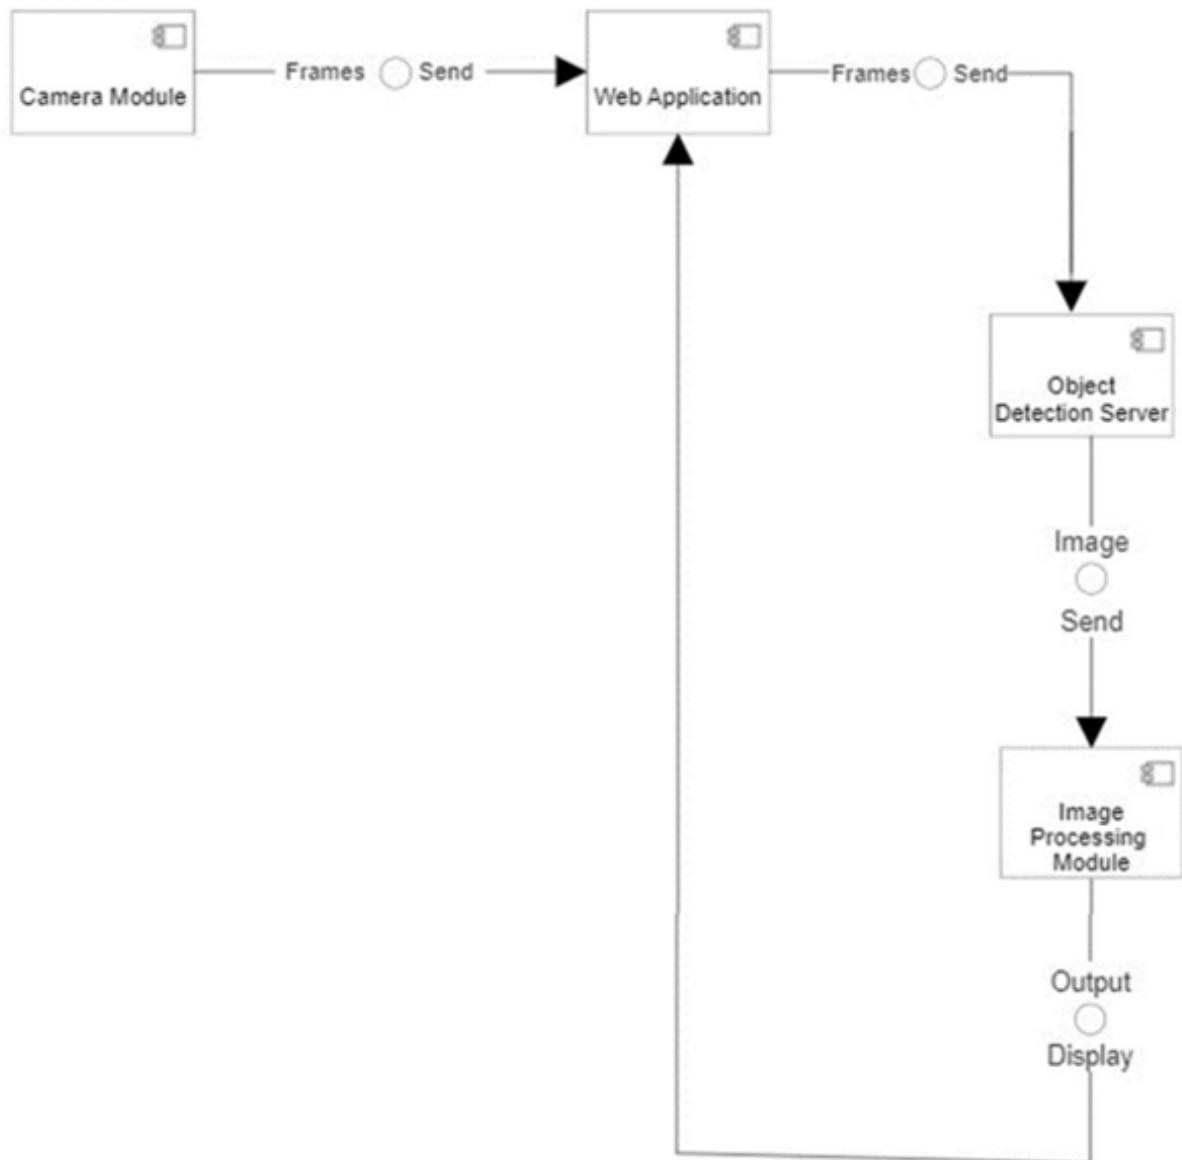 Camera Module
Frames Send
Web Application
Frames Send
Object
Detection Server
Image
Send
Image
Processing
Module
Output
Display